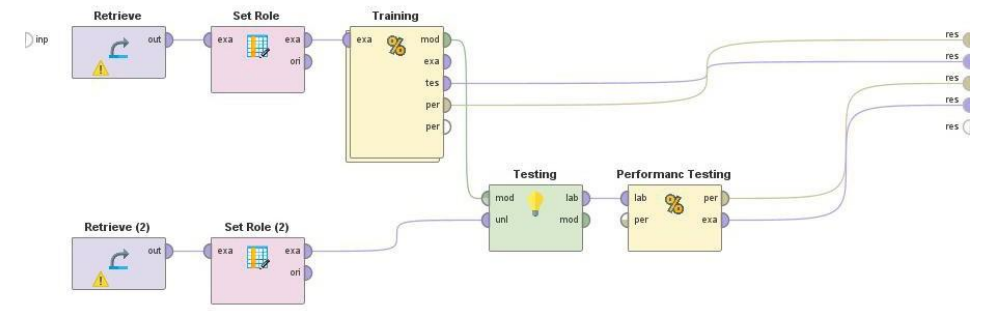 Retrieve
Set Role
Training
inp
out
exa
exa
ori
exa
mod
exa
tes
per
per
res
res
res
res
res
Testing
Performanc Testing
mod
unl
lab
mod
lab
per
per
exa
Retrieve (2)
Set Role (2)
out
exa
exa
ori